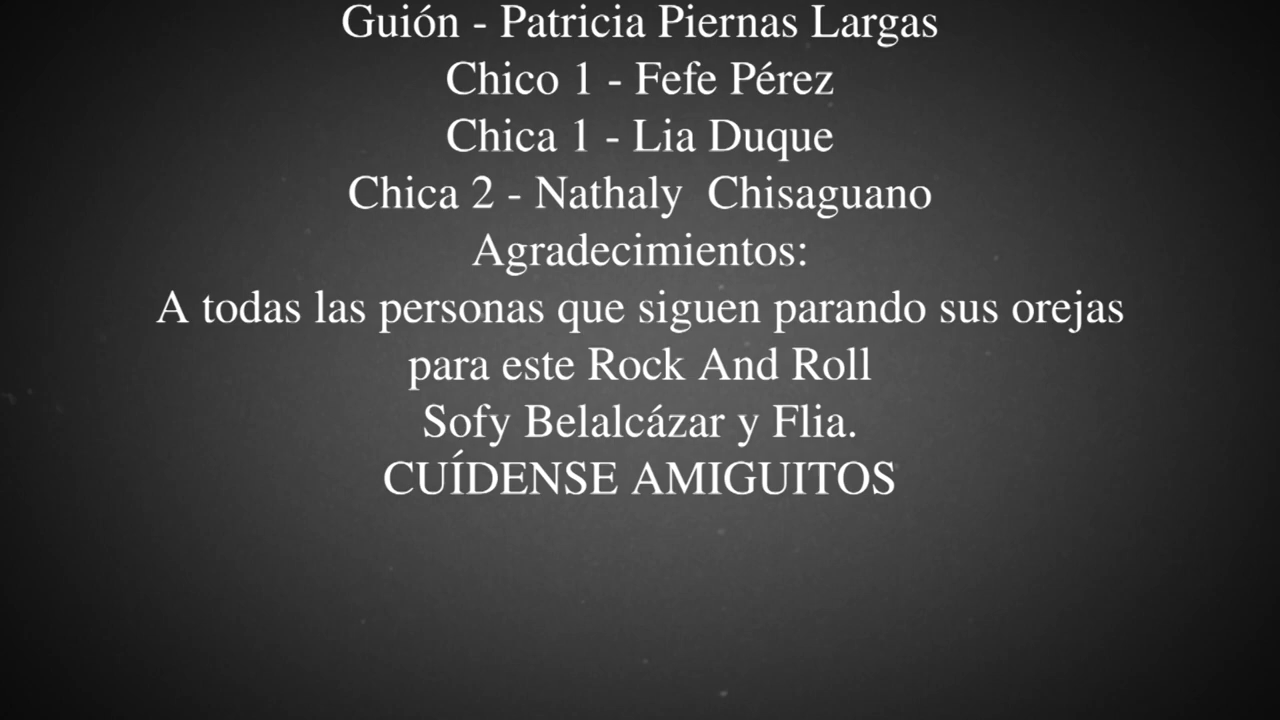 Guión - Patricia Piernas Largas
Chico 1 - Fefe Pérez
Chica 1 - Lia Duque
Chica 2 - Nathaly  Chisaguano
Agradecimientos:
A todas las personas que siguen parando sus orejas
para este Rock And Roll
Sofy Belalcázar y Flia.
CUÍDENSE AMIGUITOS